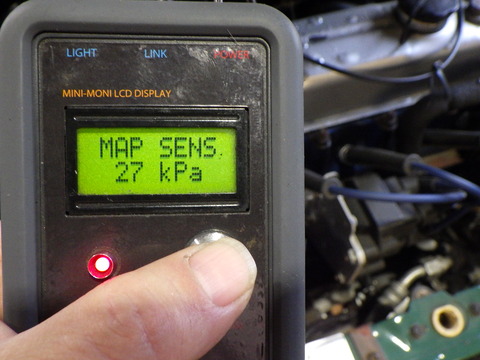 LIGHT LINK POWER
MINI-MONI LCD DISPLAY
MAP SENS.
27 kPa